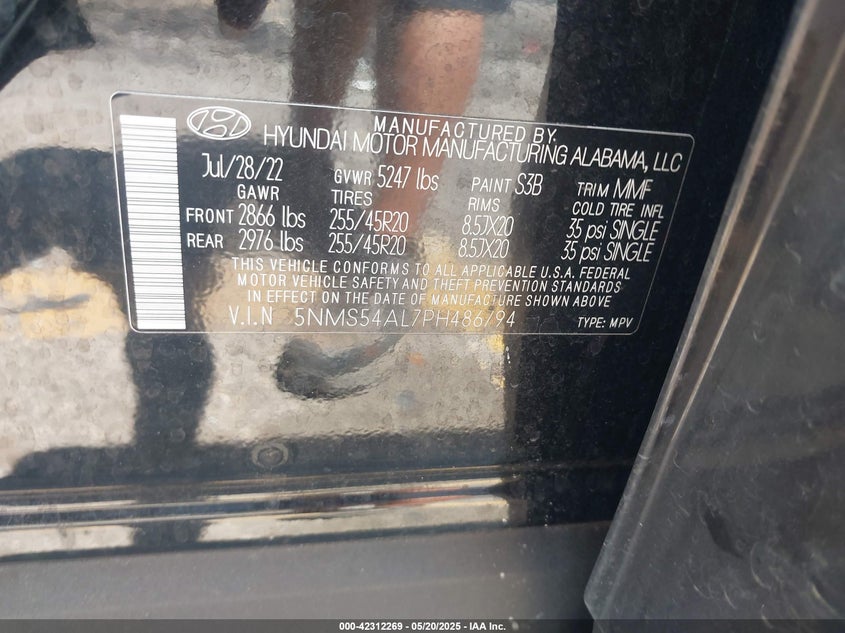 MANUFACTURED BY.
HYUNDAI MOTOR MANUFACTURING ALABAMA, LLC
Jul/28/22 GVWR 5247 lbs PAINT S3B TRIM MMF
GAWR TIRES RIMS COLD TIRE INFL
FRONT 2866 lbs 255/45R20 8.5JX20 35 psi SINGLE
REAR 2976 lbs 255/45R20 8.5JX20 35 psi SINGLE
THIS VEHICLE CONFORMS TO ALL APPLICABLE U.S.A. FEDERAL
MOTOR VEHICLE SAFETY AND THEFT PREVENTION STANDARDS
IN EFFECT ON THE DATE OF MANUFACTURE SHOWN ABOVE
V.I.N 5NMS54AL7PH486794 TYPE: MPV
000-42312269 - 05/20/2025 - IAA Inc.